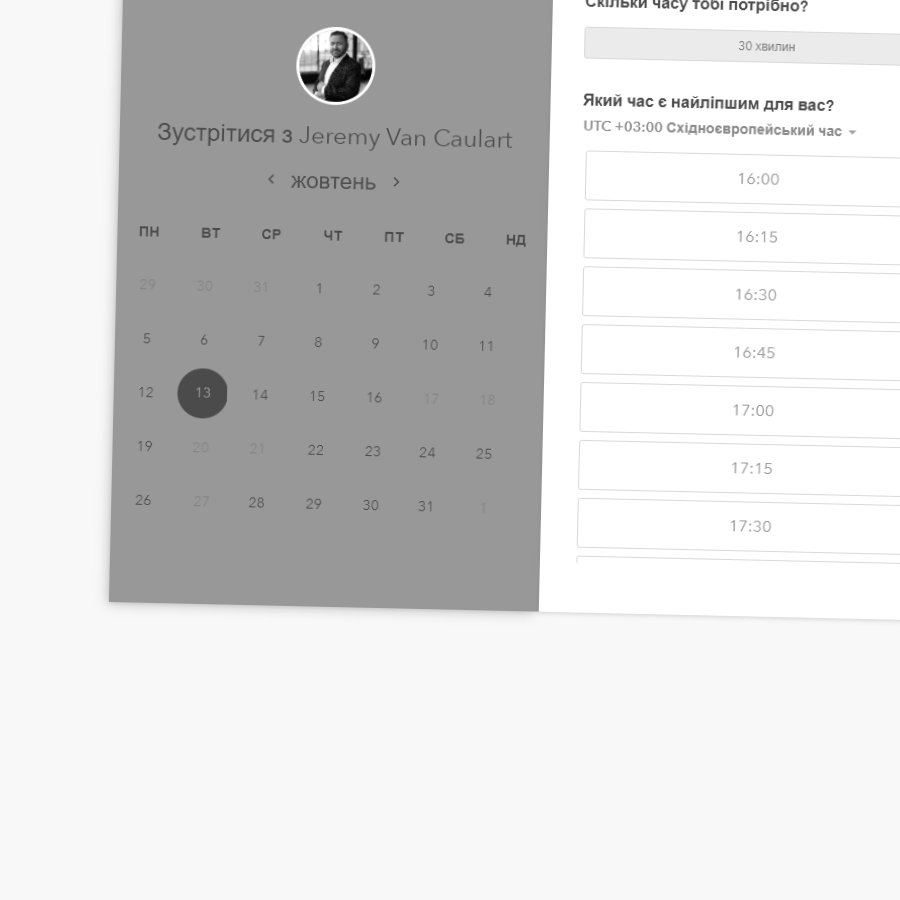 Зустрітися з Jeremy Van Caulart
жовтень
ПН ВТ СР ЧТ ПТ СБ НД
29 30 31 1 2 3 4
5 6 7 8 9 10 11
12 13 14 15 16 17 18
19 20 21 22 23 24 25
26 27 28 29 30 31 1
Скільки часу тобі потрібно?
30 хвилин
Який час є найліпшим для вас?
UTC +03:00 Східноєвропейський час
16:00
16:15
16:30
16:45
17:00
17:15
17:30